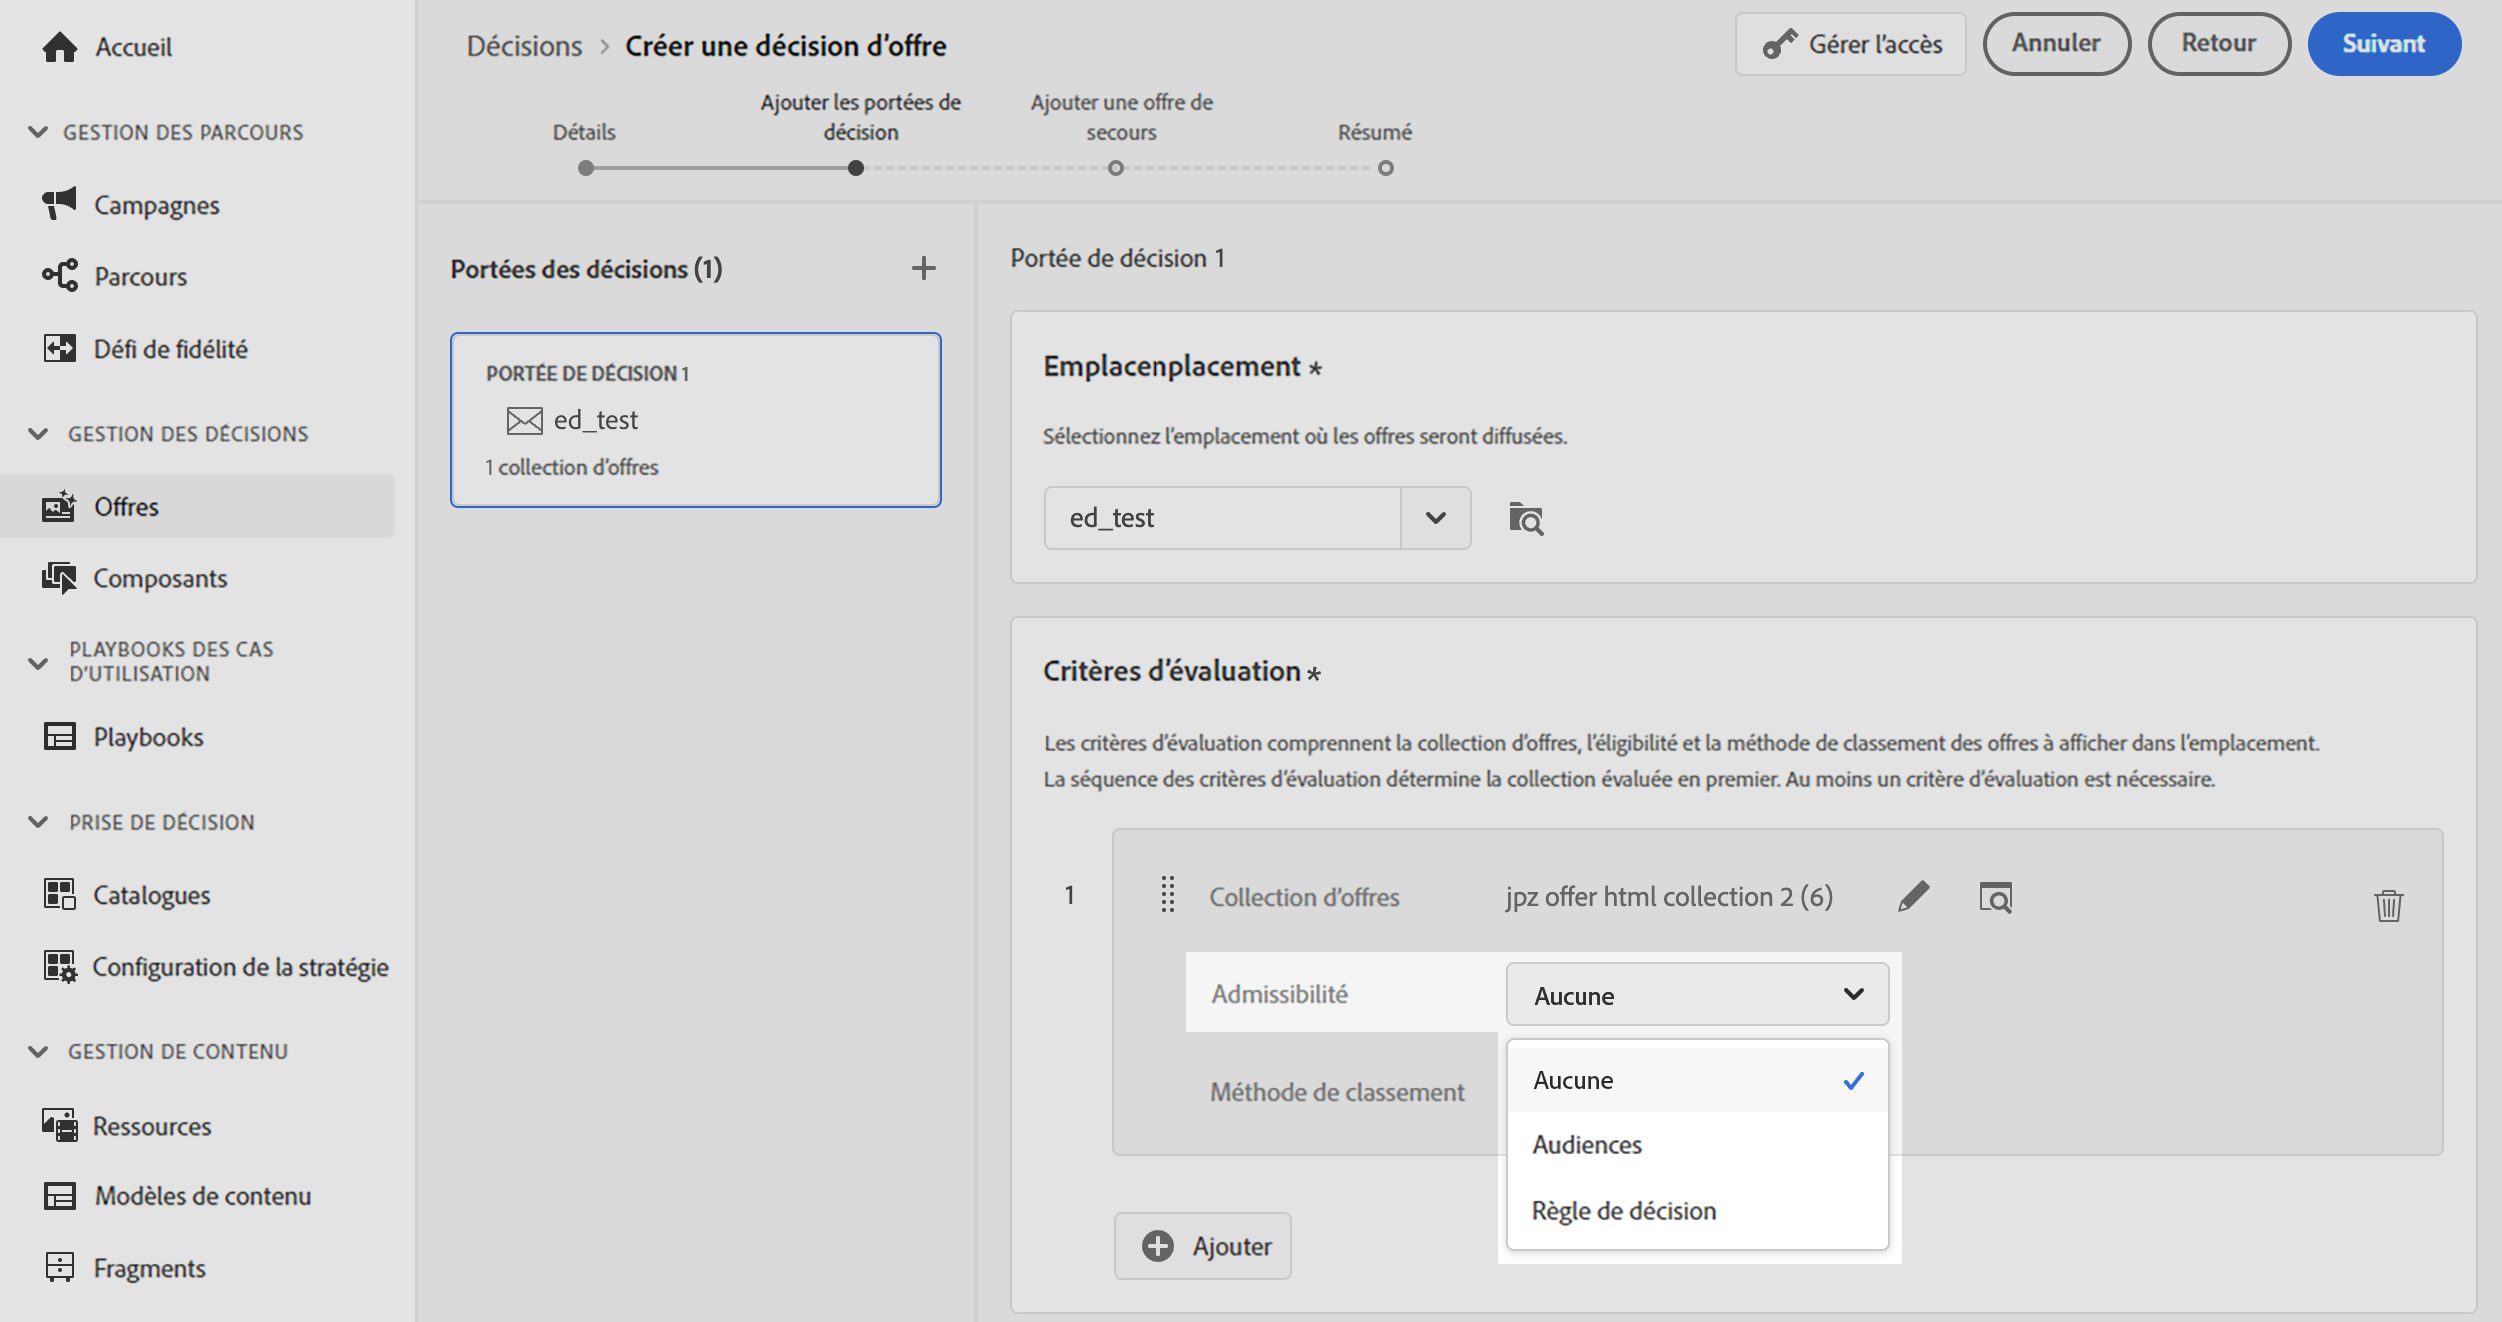 Accueil
GESTION DES PARCOURS
Campagnes
Parcours
Défi de fidélité
GESTION DES DÉCISIONS
Offres
Composants
PLAYBOOKS DES CAS
D'UTILISATION
Playbooks
PRISE DE DÉCISION
Catalogues
Configuration de la stratégie
GESTION DE CONTENU
Ressources
Modèles de contenu
Fragments
Décisions > Créer une décision d'offre
Gérer l'accès
Annuler
Retour
Suivant
Détails
Ajouter les portées de
décision
Ajouter une offre de
secours
Résumé
Portées des décisions (1)
PORTÉE DE DÉCISION 1
ed_test
1 collection d'offres
Portée de décision 1
Emplacenplacement *
Sélectionnez l'emplacement où les offres seront diffusées.
ed_test
Critères d'évaluation *
Les critères d'évaluation comprennent la collection d'offres, l'éligibilité et la méthode de classement des offres à afficher dans l'emplacement.
La séquence des critères d'évaluation détermine la collection évaluée en premier. Au moins un critère d'évaluation est nécessaire.
1
Collection d'offres
jpz offer html collection 2 (6)
Admissibilité
Aucune
Méthode de classement
Aucune
Audiences
Règle de décision
Ajouter